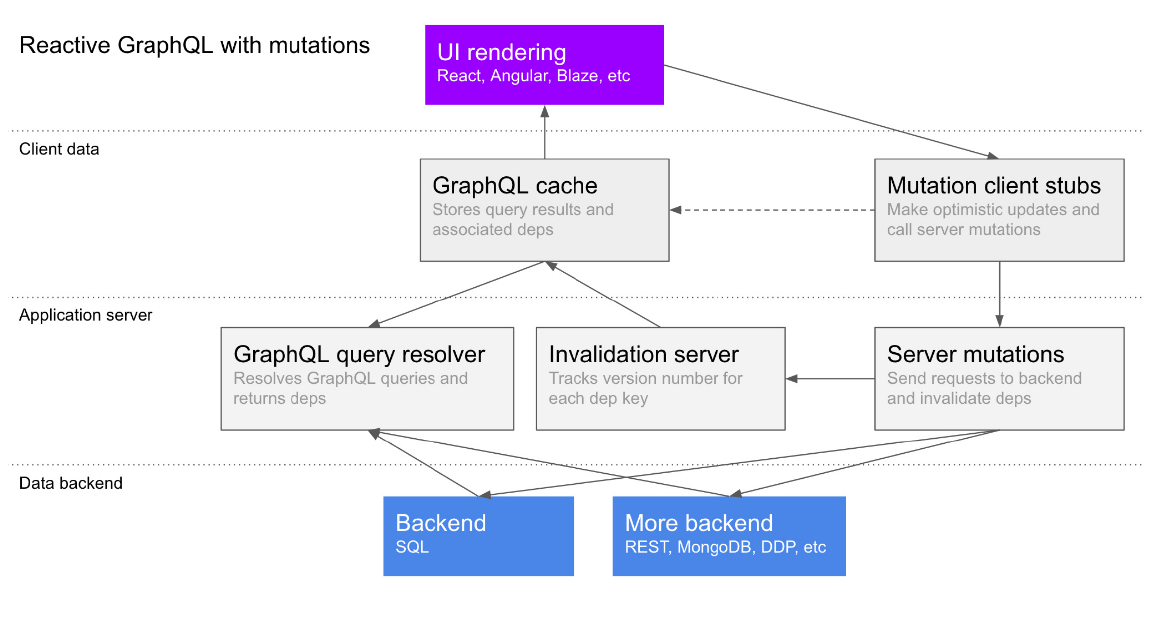 Reactive GraphQL with mutations
UI rendering
React, Angular, Blaze, etc
Client data
GraphQL cache
Stores query results and
associated deps
Mutation client stubs
Make optimistic updates and
call server mutations
Application server
GraphQL query resolver
Resolves GraphQL queries and
returns deps
Invalidation server
Tracks version number for
each dep key
Server mutations
Send requests to backend
and invalidate deps
Data backend
Backend
SQL
More backend
REST, MongoDB, DDP, etc